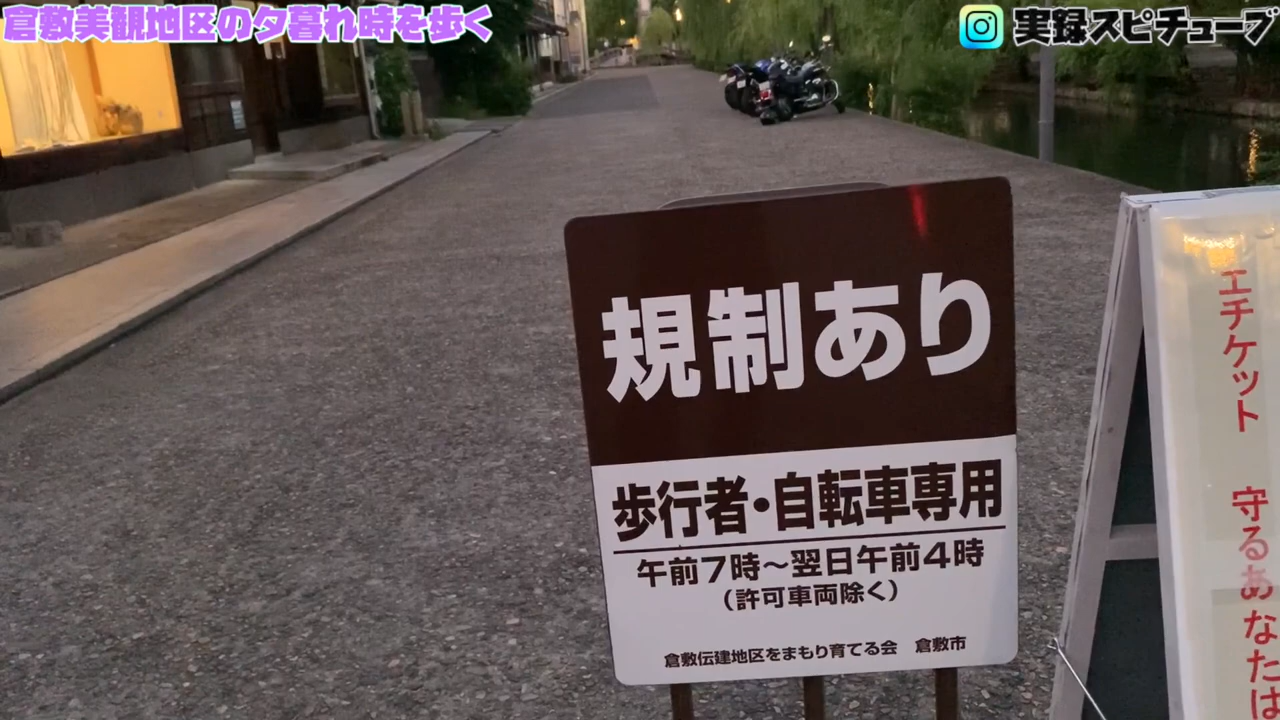 倉敷美観地区の夕暮れ時を歩く
実録スピチューブ
規制あり
歩行者・自転車専用
午前7時～翌日午前4時
（許可車両除く）
倉敷伝建地区をまもり育てる会　倉敷市
エチケット　守るあなたは